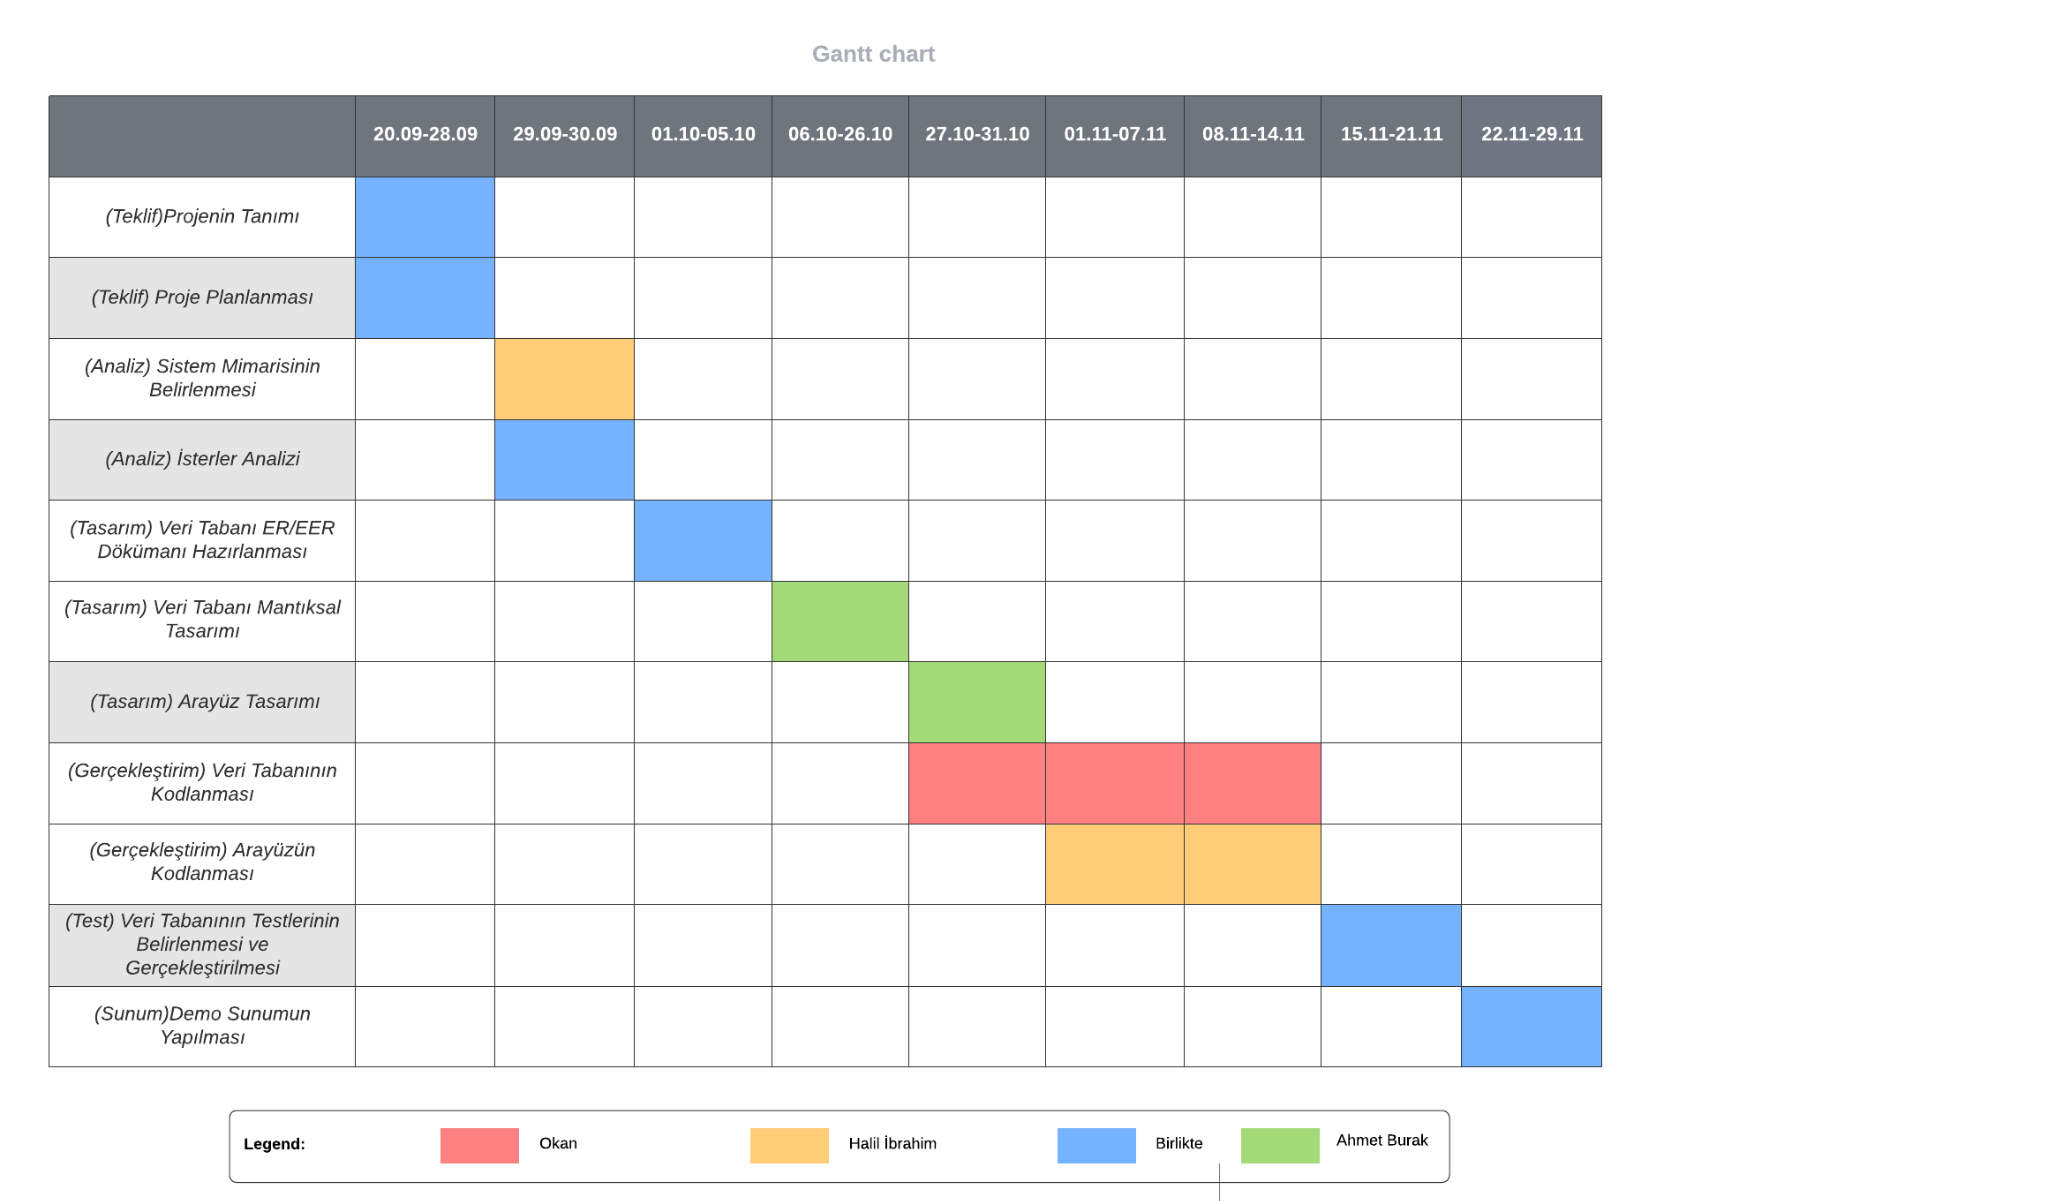 Gantt chart
20.09-28.09 29.09-30.09 01.10-05.10 06.10-26.10 27.10-31.10 01.11-07.11 08.11-14.11 15.11-21.11 22.11-29.11
(Teklif)Projenin Tanımı
(Teklif) Proje Planlanması
(Analiz) Sistem Mimarisinin
Belirlenmesi
(Analiz) İsterler Analizi
(Tasarım) Veri Tabanı ER/EER
Dökümanı Hazırlanması
(Tasarım) Veri Tabanı Mantıksal
Tasarımı
(Tasarım) Arayüz Tasarımı
(Gerçekleştirim) Veri Tabanının
Kodlanması
(Gerçekleştirim) Arayüzün
Kodlanması
(Test) Veri Tabanının Testlerinin
Belirlenmesi ve
Gerçekleştirilmesi
(Sunum)Demo Sunumun
Yapılması
Legend: Okan Halil İbrahim Birlikte Ahmet Burak